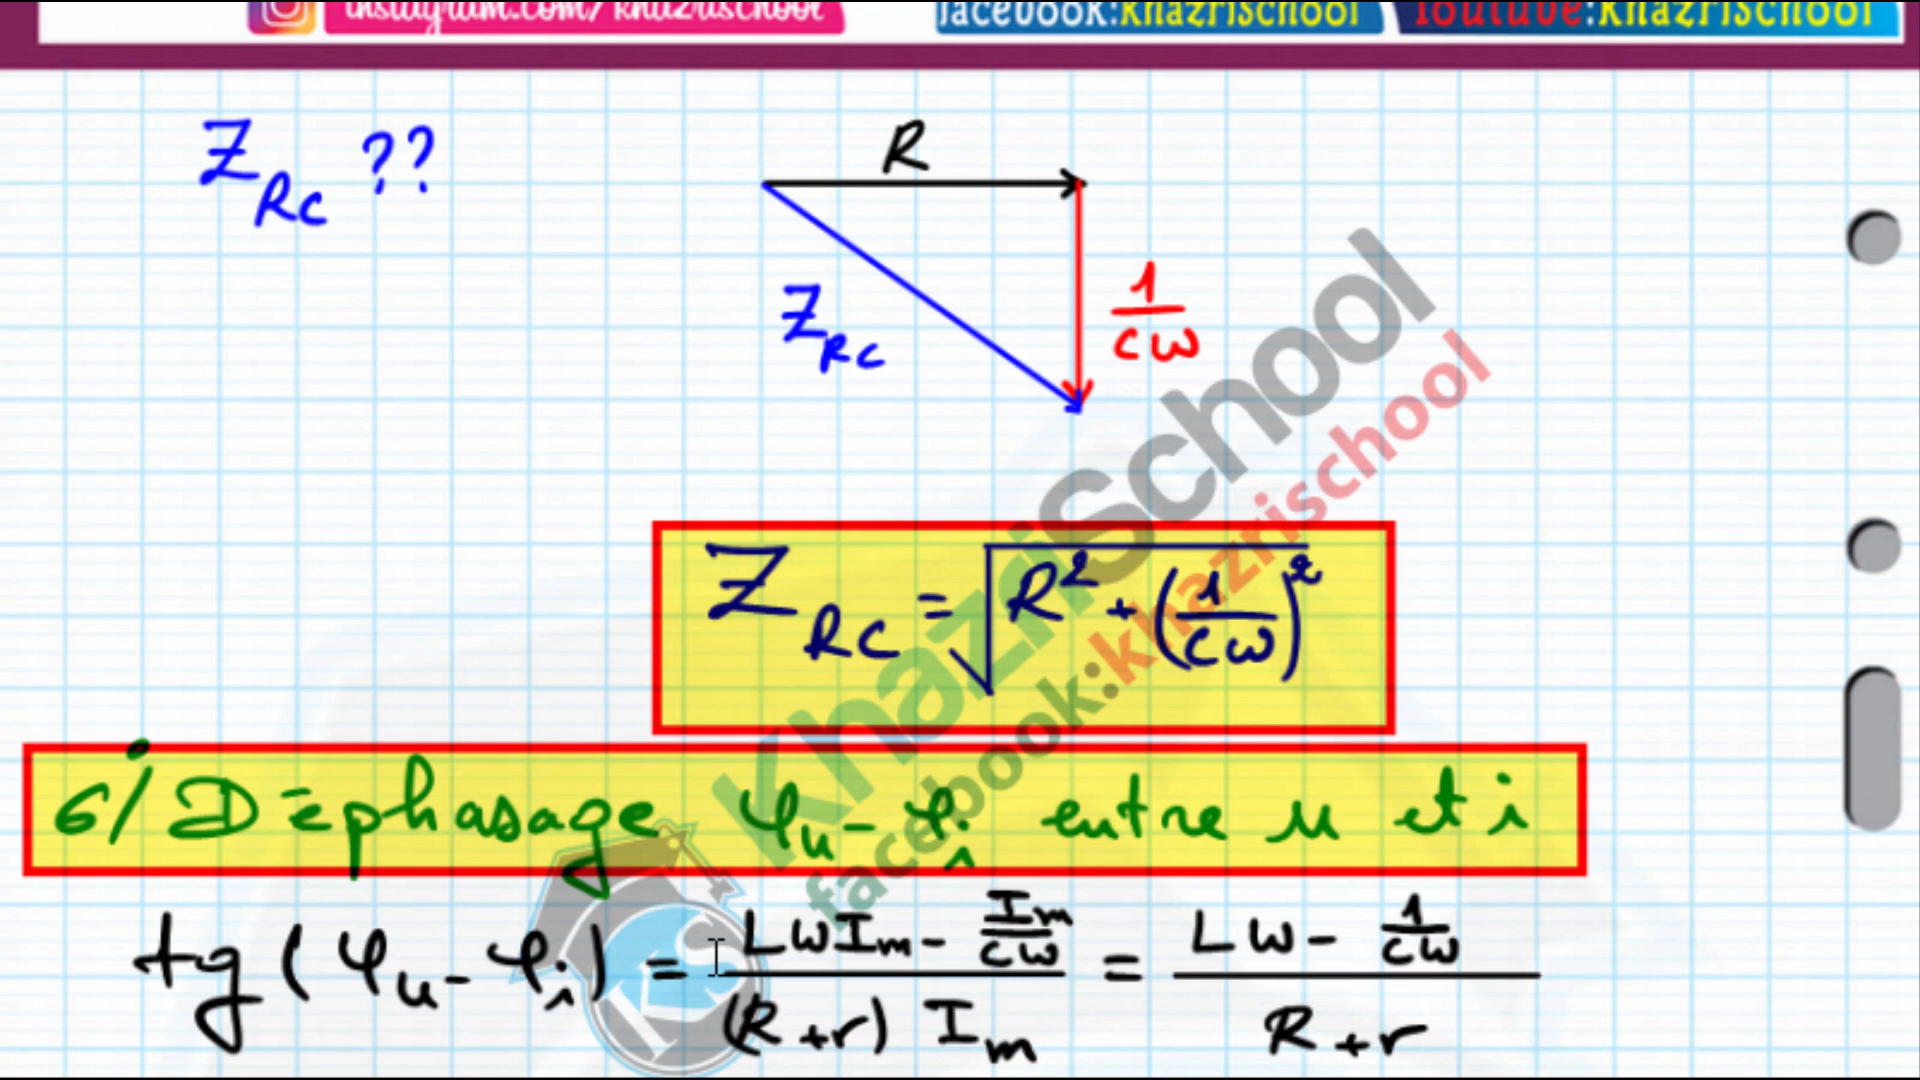 instagram.com/khazrischool facebook:khazrischool Youtube:khazrischool
Z_RC ??
R
Z_RC
1/cω
Z_RC = √(R² + (1/cω)²)
6/ Déphasage φu - φi entre u et i
tg(φu - φi) = (LωIm - Im/cω)/((R+r) Im) = (Lω - 1/cω)/(R+r)
KhazriSchool
facebook:khazrischool
KS